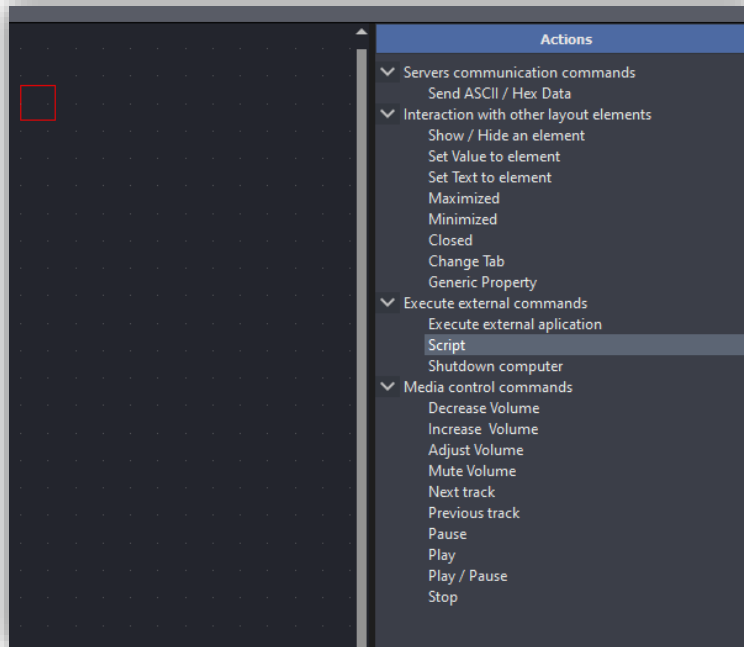 Actions
Servers communication commands
Send ASCII / Hex Data
Interaction with other layout elements
Show / Hide an element
Set Value to element
Set Text to element
Maximized
Minimized
Closed
Change Tab
Generic Property
Execute external commands
Execute external aplication
Script
Shutdown computer
Media control commands
Decrease Volume
Increase  Volume
Adjust Volume
Mute Volume
Next track
Previous track
Pause
Play
Play / Pause
Stop